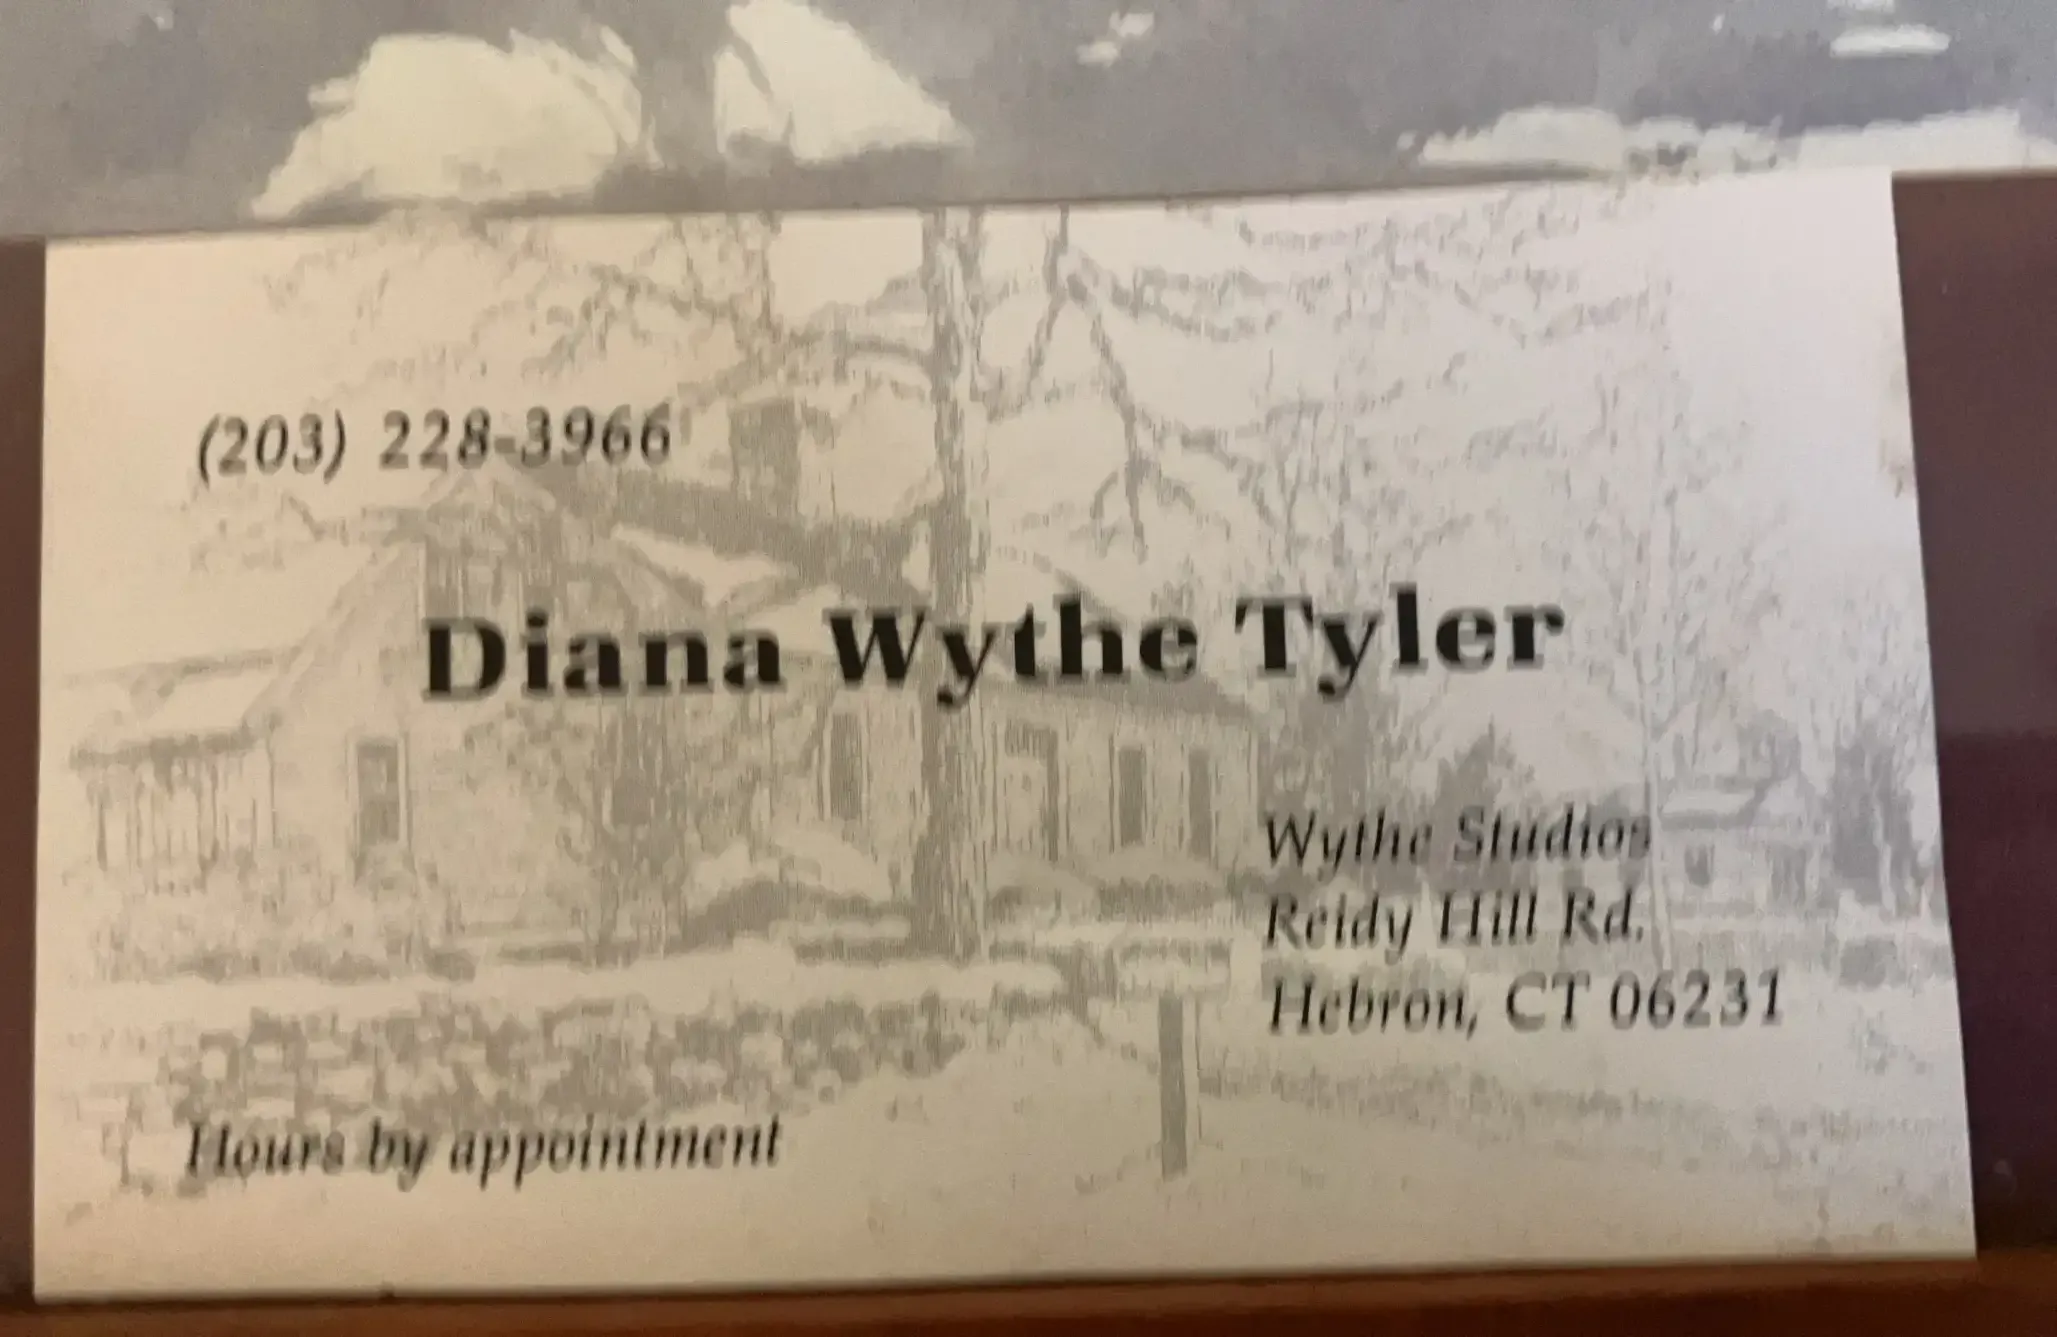 (203) 228-3966
Diana Wythe Tyler
Wythe Studios
Reidy Hill Rd.
Hebron, CT 06231
Hours by appointment